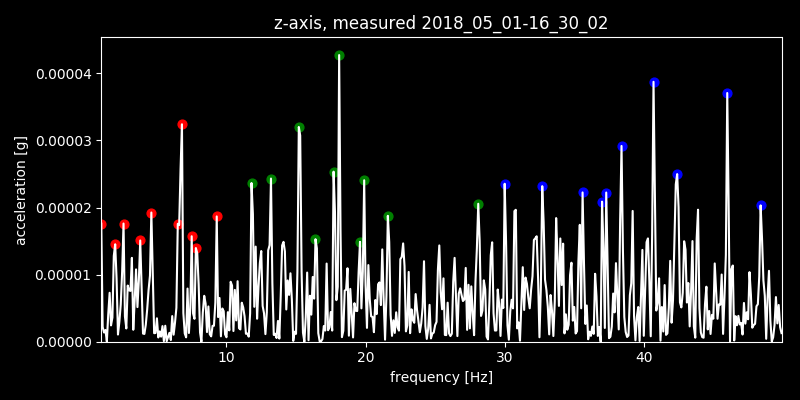 z-axis, measured 2018_05_01-16_30_02
0.00004
0.00003
0.00002
0.00001
0.00000
acceleration [g]
10 20 30 40
frequency [Hz]